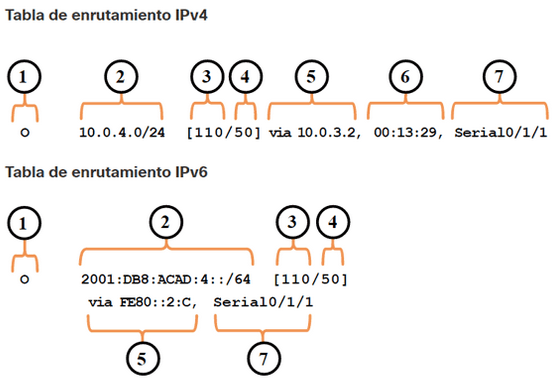 Tabla de enrutamiento IPv4
1 2 3 4 5 6 7
O 10.0.4.0/24 [110/50] via 10.0.3.2, 00:13:29, Serial0/1/1
Tabla de enrutamiento IPv6
1 2 3 4
O 2001:DB8:ACAD:4::/64 [110/50]
via FE80::2:C, Serial0/1/1
5 7